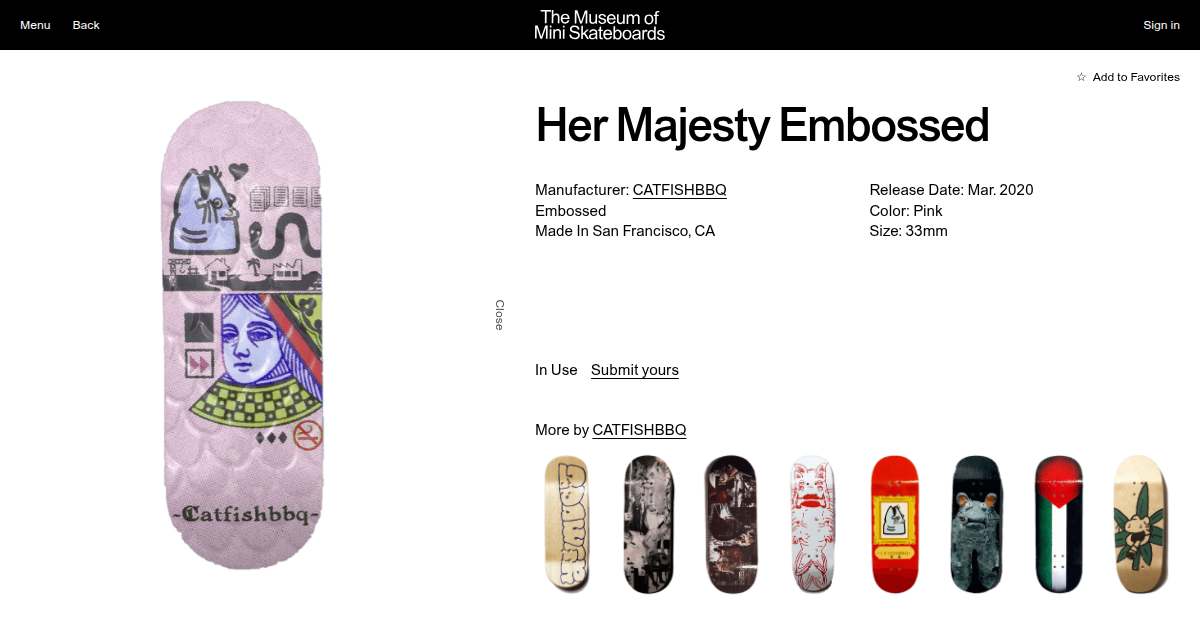 Menu
Back
The Museum of
Mini Skateboards
Sign in
☆ Add to Favorites
Her Majesty Embossed
Manufacturer: CATFISHBBQ
Embossed
Made In San Francisco, CA
Release Date: Mar. 2020
Color: Pink
Size: 33mm
Close
-Catfishbbq-
In Use
Submit yours
More by CATFISHBBQ